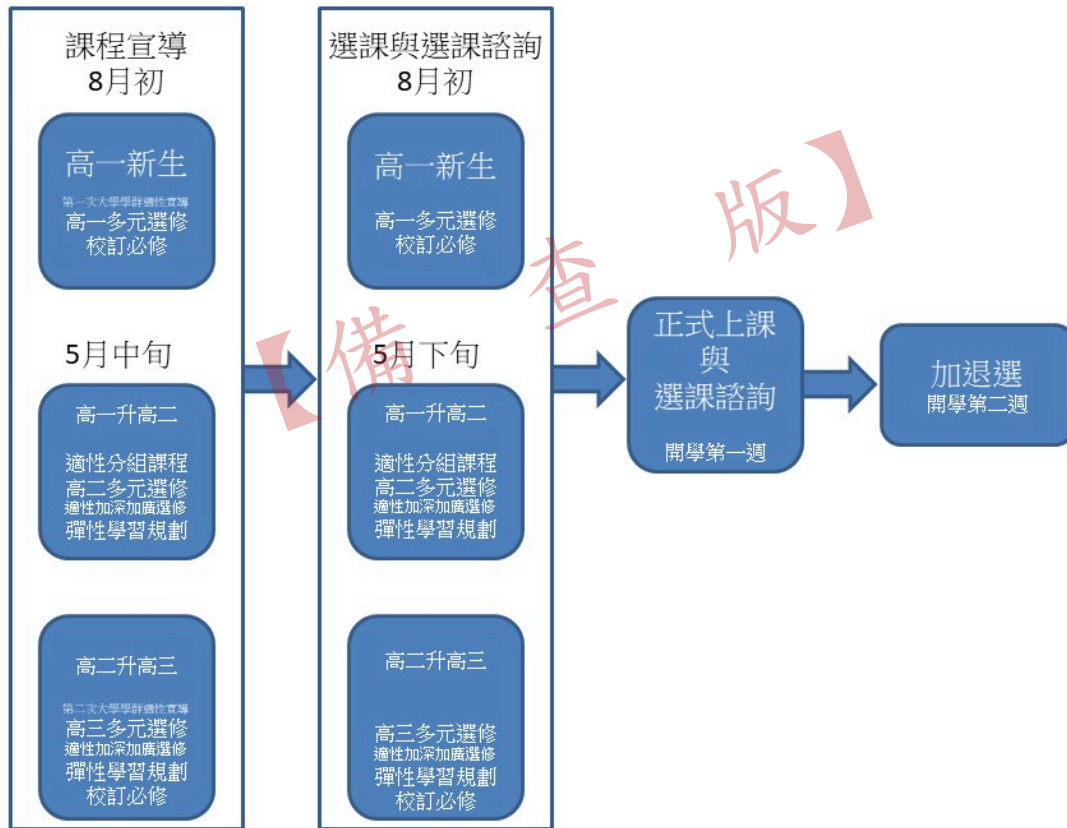 課程宣導
8月初
高一新生
第一次大學學群適性宣導
高一多元選修
校訂必修
5月中旬
高一升高二
適性分組課程
高二多元選修
適性加深加廣選修
彈性學習規劃
高二升高三
第二次大學學群適性宣導
高三多元選修
適性加深加廣選修
彈性學習規劃
校訂必修
選課與選課諮詢
8月初
高一新生
高一多元選修
校訂必修
5月下旬
高一升高二
適性分組課程
高二多元選修
適性加深加廣選修
彈性學習規劃
高二升高三
高三多元選修
適性加深加廣選修
彈性學習規劃
校訂必修
正式上課
與
選課諮詢
開學第一週
加退選
開學第二週
【備查版】